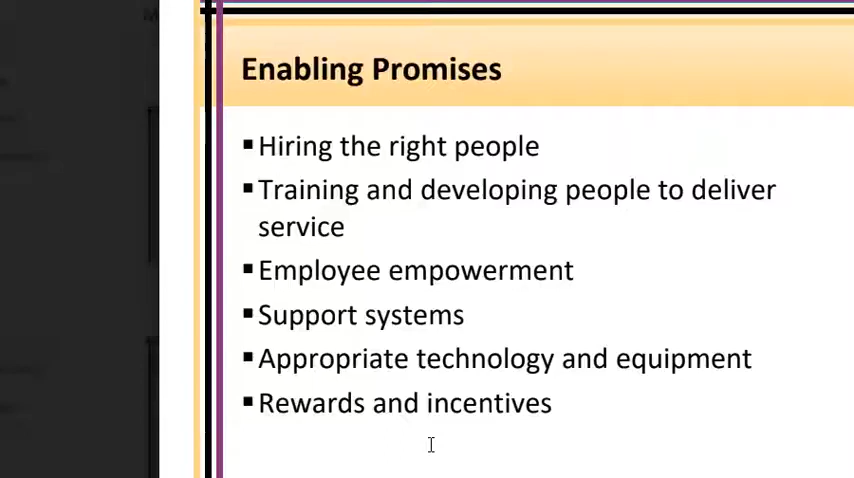 Enabling Promises
▪Hiring the right people
▪Training and developing people to deliver
service
▪Employee empowerment
▪Support systems
▪Appropriate technology and equipment
▪Rewards and incentives